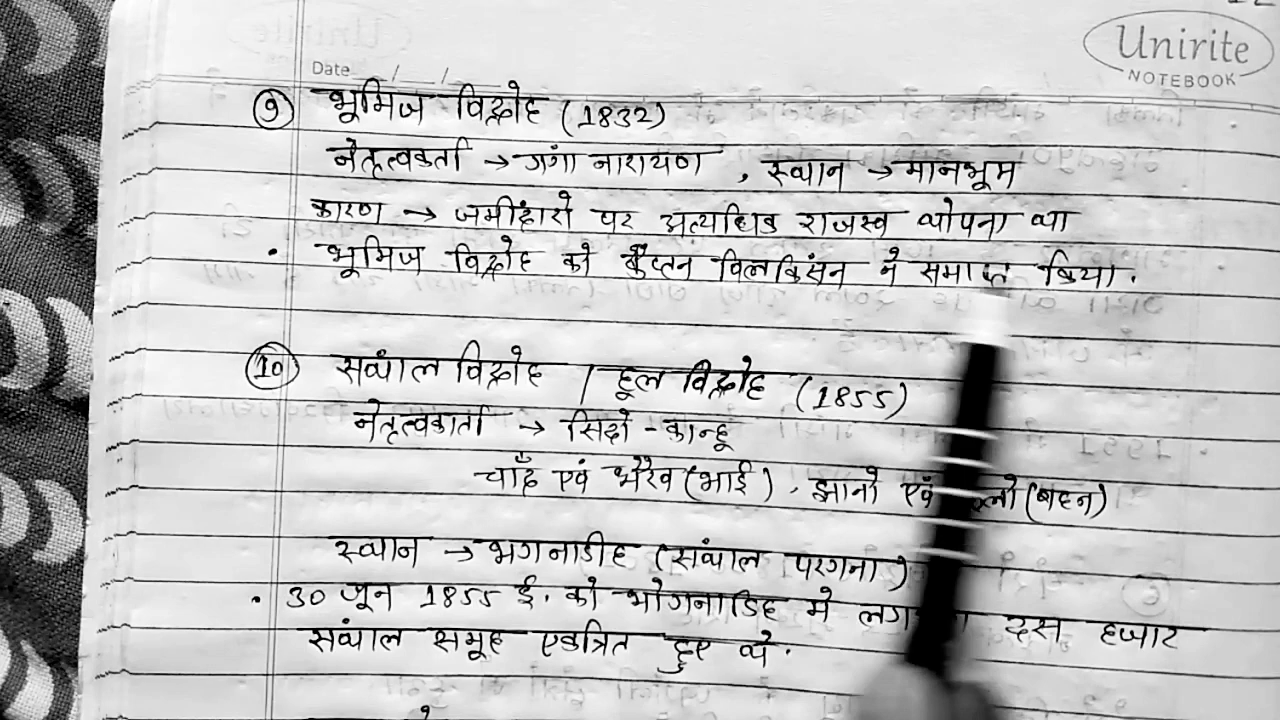 Unirite
NOTEBOOK
Date / /
⑨ भूमिज विद्रोह (1832)
नेतृत्वकर्ता → गंगा नारायण , स्थान → मानभूम
कारण → जमींदारो पर अत्यधिक राजस्व थोपना था
· भूमिज विद्रोह को कैप्टन विलकिंसन ने समाप्त किया.
⑩ संथाल विद्रोह / हूल विद्रोह (1855)
नेतृत्वकर्ता → सिदो - कान्हू
चाँद एवं भैरव (भाई) , झानो एवं (बहन)
स्थान → भगनाडीह (संथाल परगना)
· 30 जून 1855 ई. को भोगनाडिह मे दस हजार
संथाल समूह एकत्रित हुए थे.